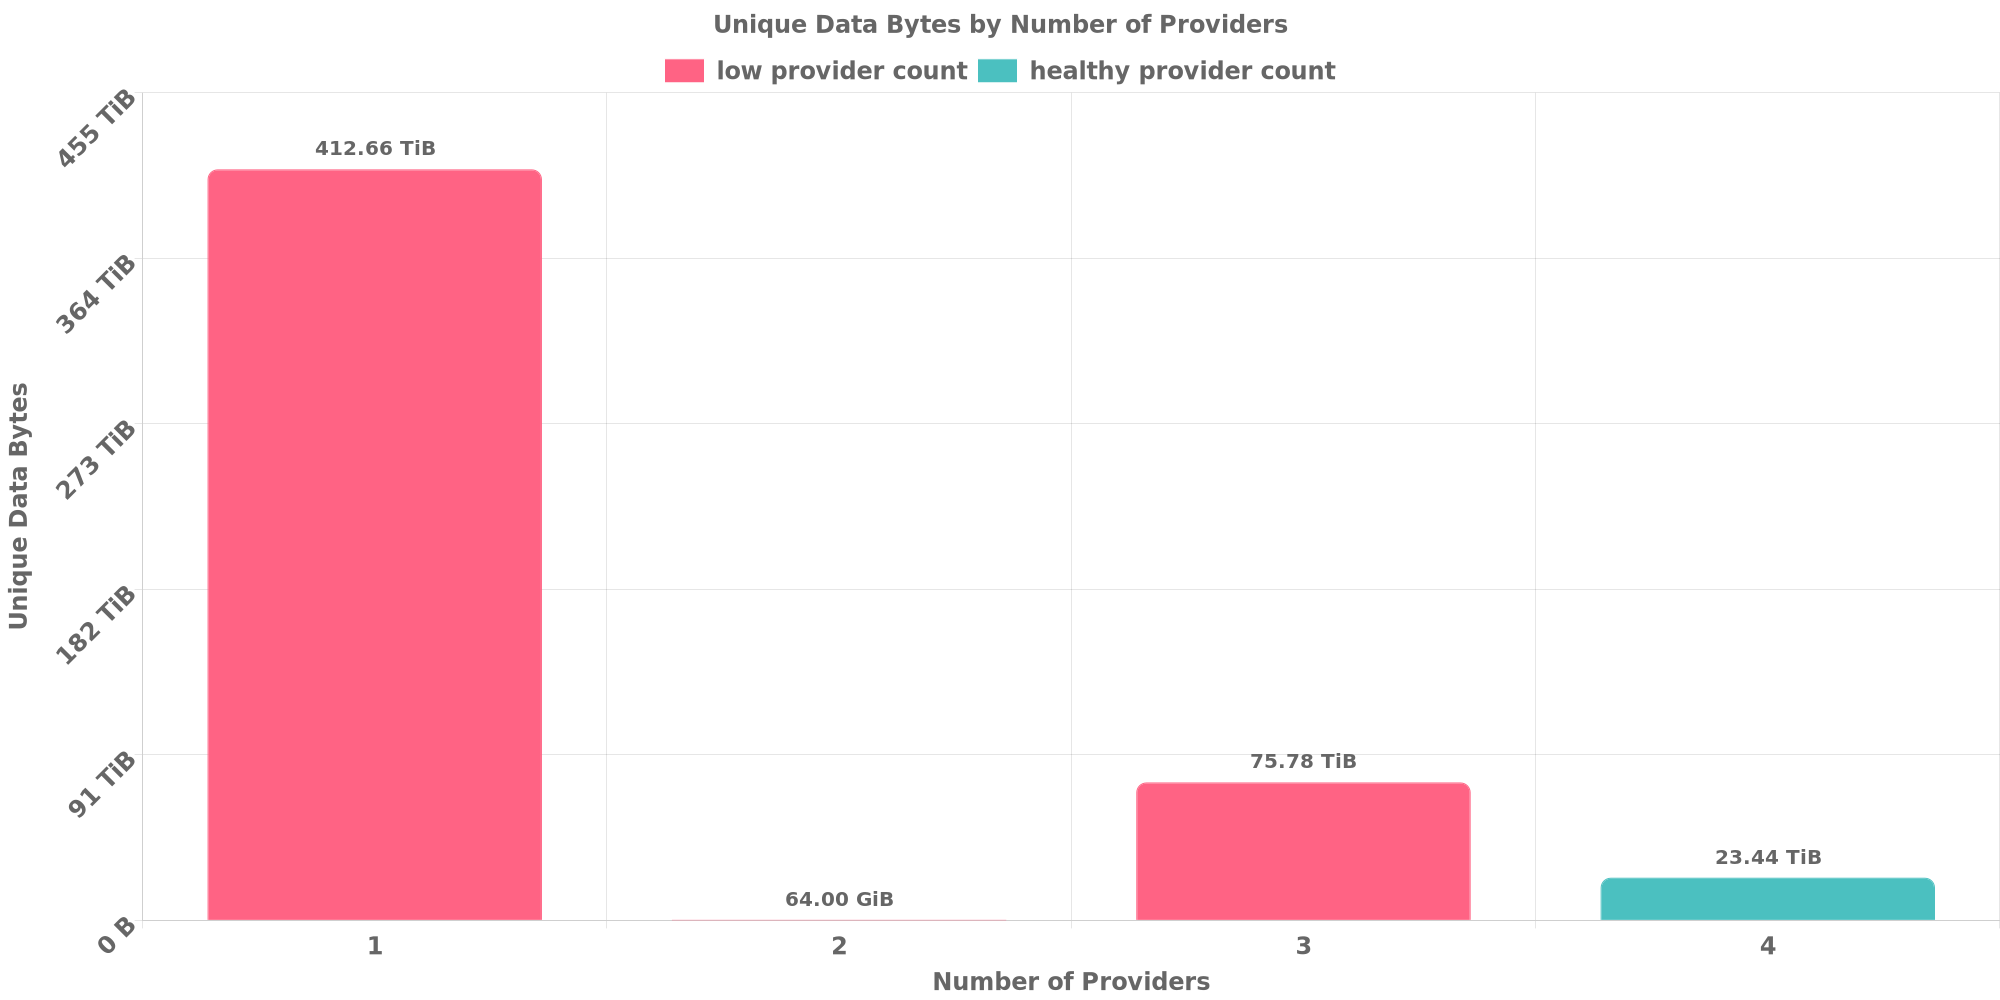 Unique Data Bytes by Number of Providers
low provider count healthy provider count
455 TiB
364 TiB
273 TiB
182 TiB
91 TiB
0 B
Unique Data Bytes
412.66 TiB
64.00 GiB
75.78 TiB
23.44 TiB
1 2 3 4
Number of Providers